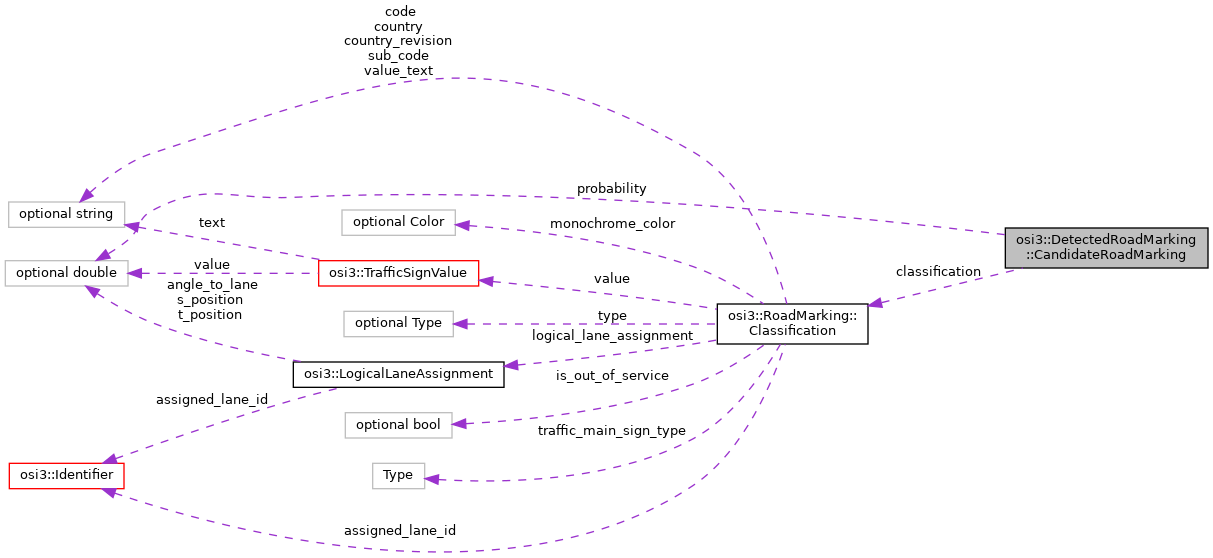 code
country
country_revision
sub_code
value_text
probability
optional string
text
optional Color
monochrome_color
osi3::DetectedRoadMarking
::CandidateRoadMarking
optional double
value
osi3::TrafficSignValue
value
classification
angle_to_lane
s_position
t_position
optional Type
type
osi3::RoadMarking::
Classification
logical_lane_assignment
osi3::LogicalLaneAssignment
is_out_of_service
assigned_lane_id
optional bool
traffic_main_sign_type
osi3::Identifier
Type
assigned_lane_id